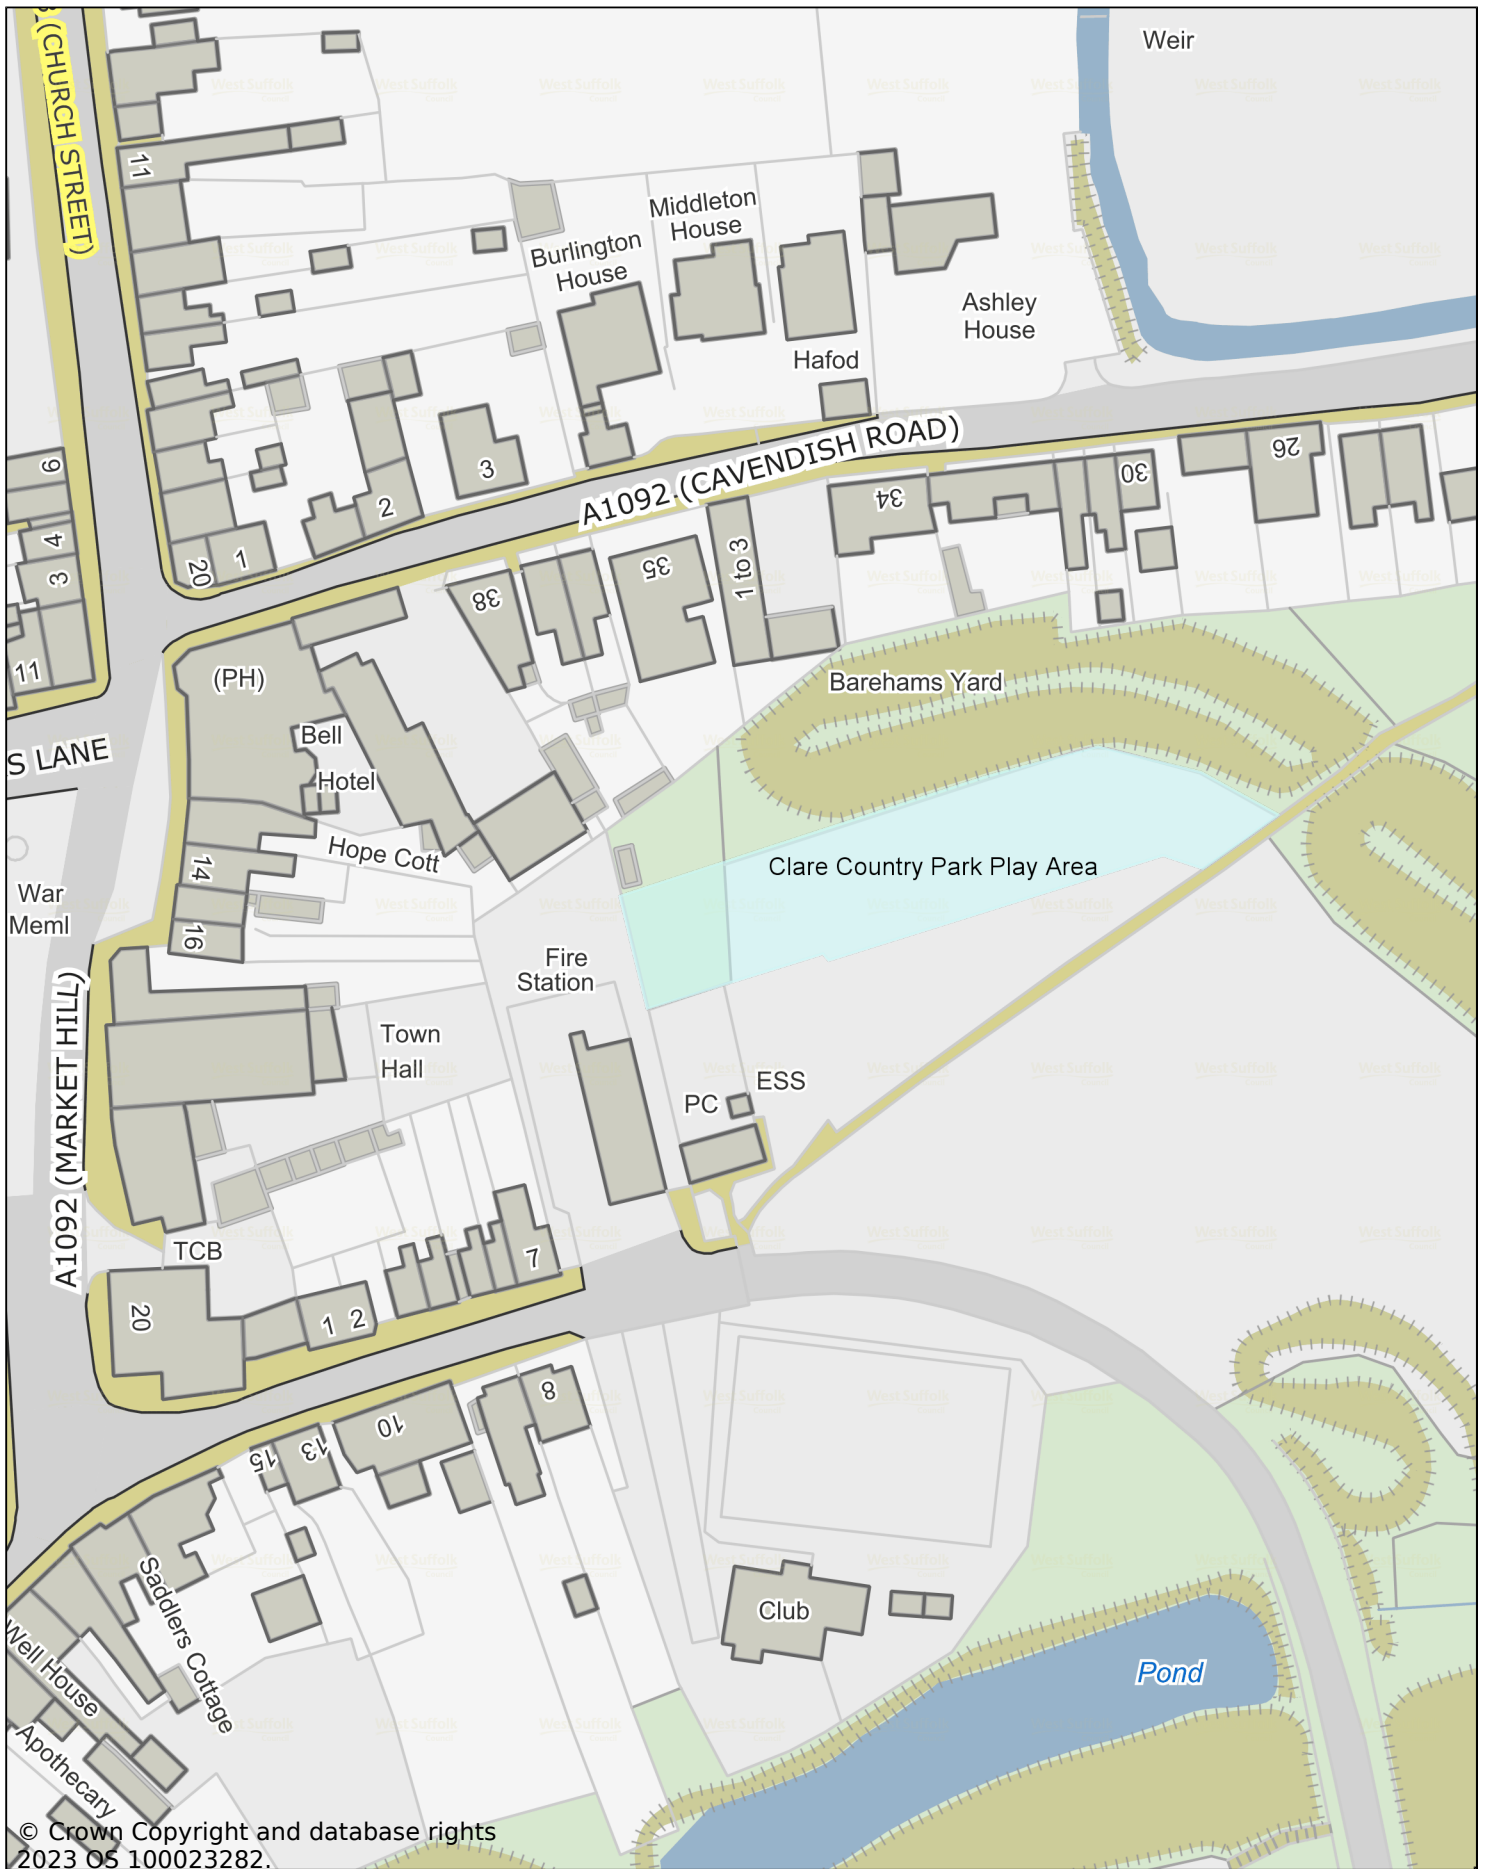 (CHURCH STREET)
Weir
11
Middleton
House
Burlington
House
Ashley
House
Hafod
A1092 (CAVENDISH ROAD)
9
4
3
11
20
1
2
3
34
30
26
38
35
1 to 3
(PH)
Bell
Hotel
Barehams Yard
S LANE
Hope Cott
14
16
War
Meml
Clare Country Park Play Area
Fire
Station
A1092 (MARKET HILL)
Town
Hall
PC
ESS
TCB
20
1
2
7
8
10
13
15
Saddlers Cottage
Well House
Apothecary
Club
Pond
© Crown Copyright and database rights
2023 OS 100023282.
West Suffolk